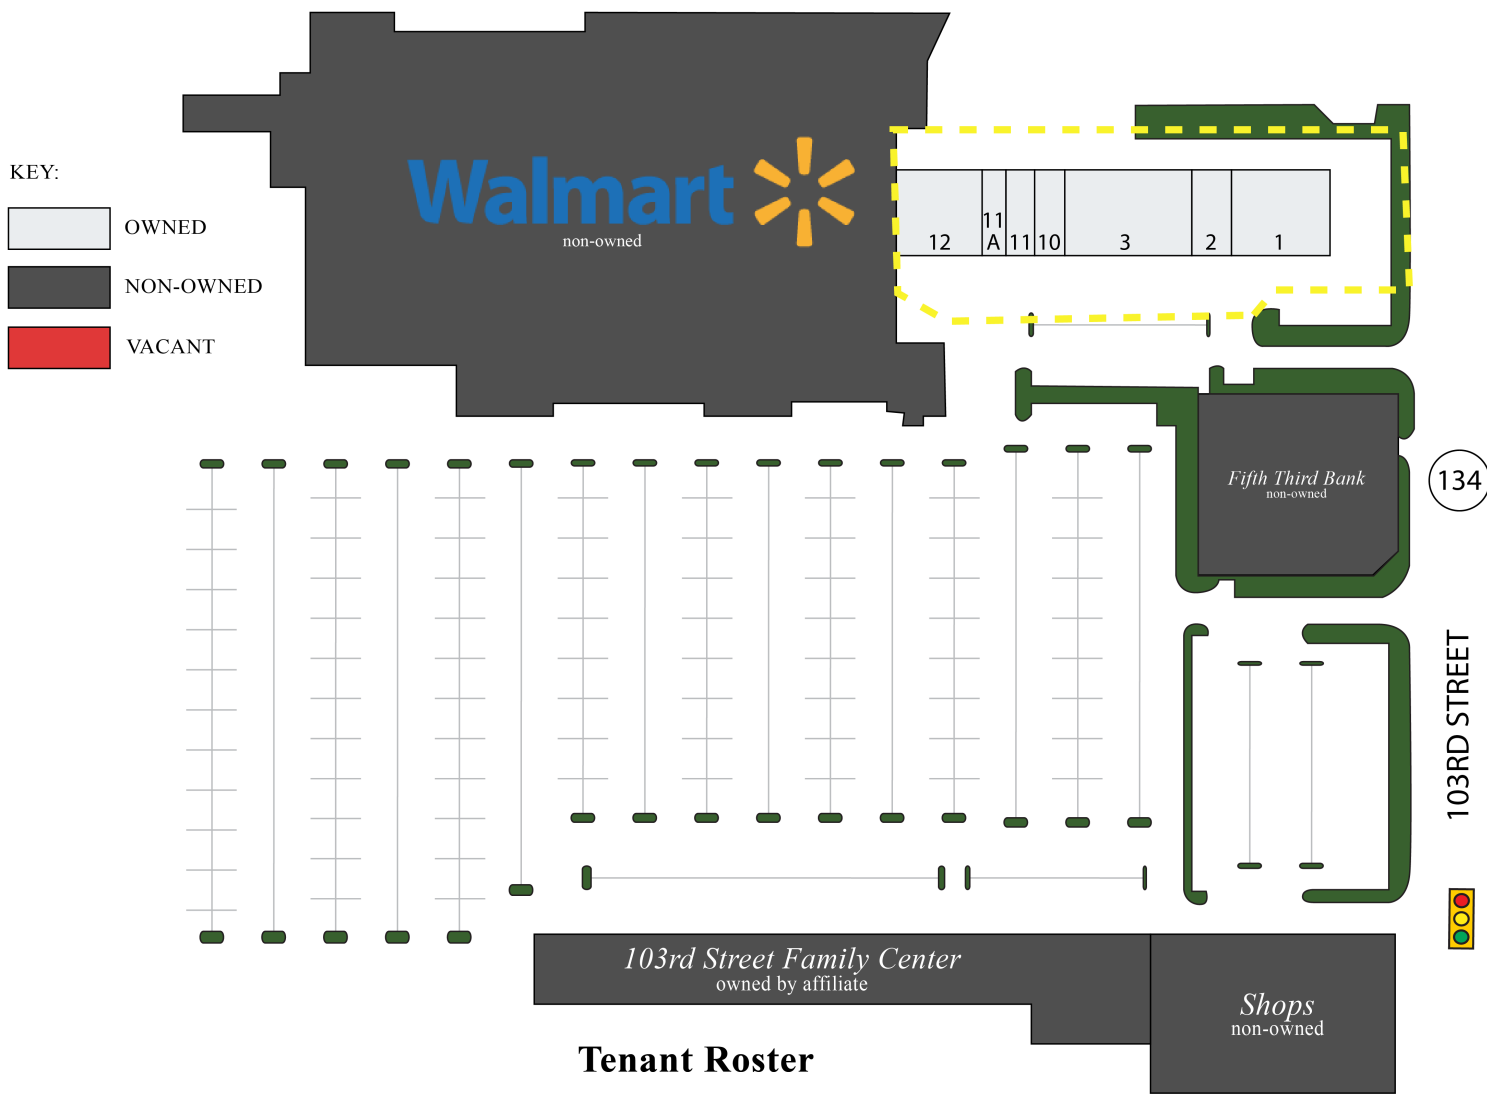 KEY:
OWNED
NON-OWNED
VACANT
Walmart
non-owned
12
11
A
11
10
3
2
1
Fifth Third Bank
non-owned
134
103RD STREET
103rd Street Family Center
owned by affiliate
Shops
non-owned
Tenant Roster